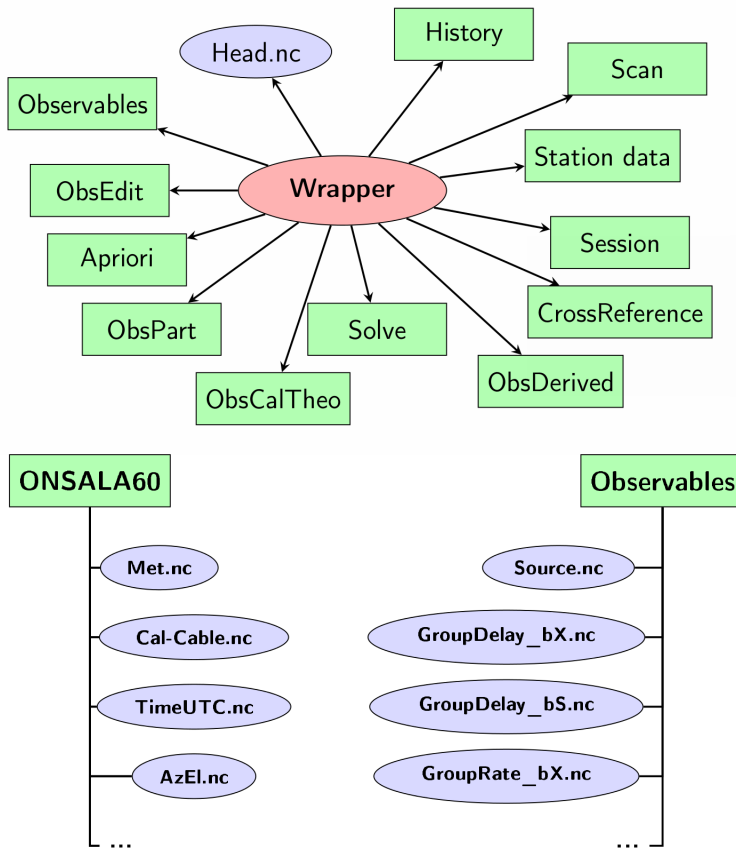 History
Head.nc
Scan
Observables
Station data
Wrapper
ObsEdit
Session
Apriori
CrossReference
ObsPart
Solve
ObsDerived
ObsCalTheo
ONSALA60
Met.nc
Cal-Cable.nc
TimeUTC.nc
AzEl.nc
...
Observables
Source.nc
GroupDelay_bX.nc
GroupDelay_bS.nc
GroupRate_bX.nc
...